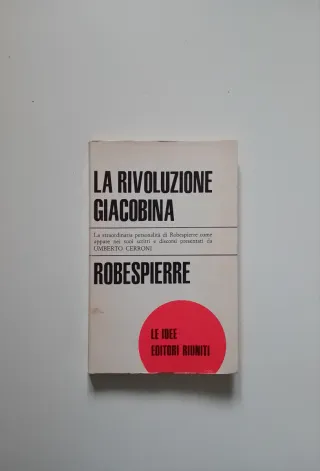 LA RIVOLUZIONE
GIACOBINA
La straordinaria personalità di Robespierre come
appare nei suoi scritti e discorsi presentati da
UMBERTO CERRONI
ROBESPIERRE
LE IDEE
EDITORI RIUNITI